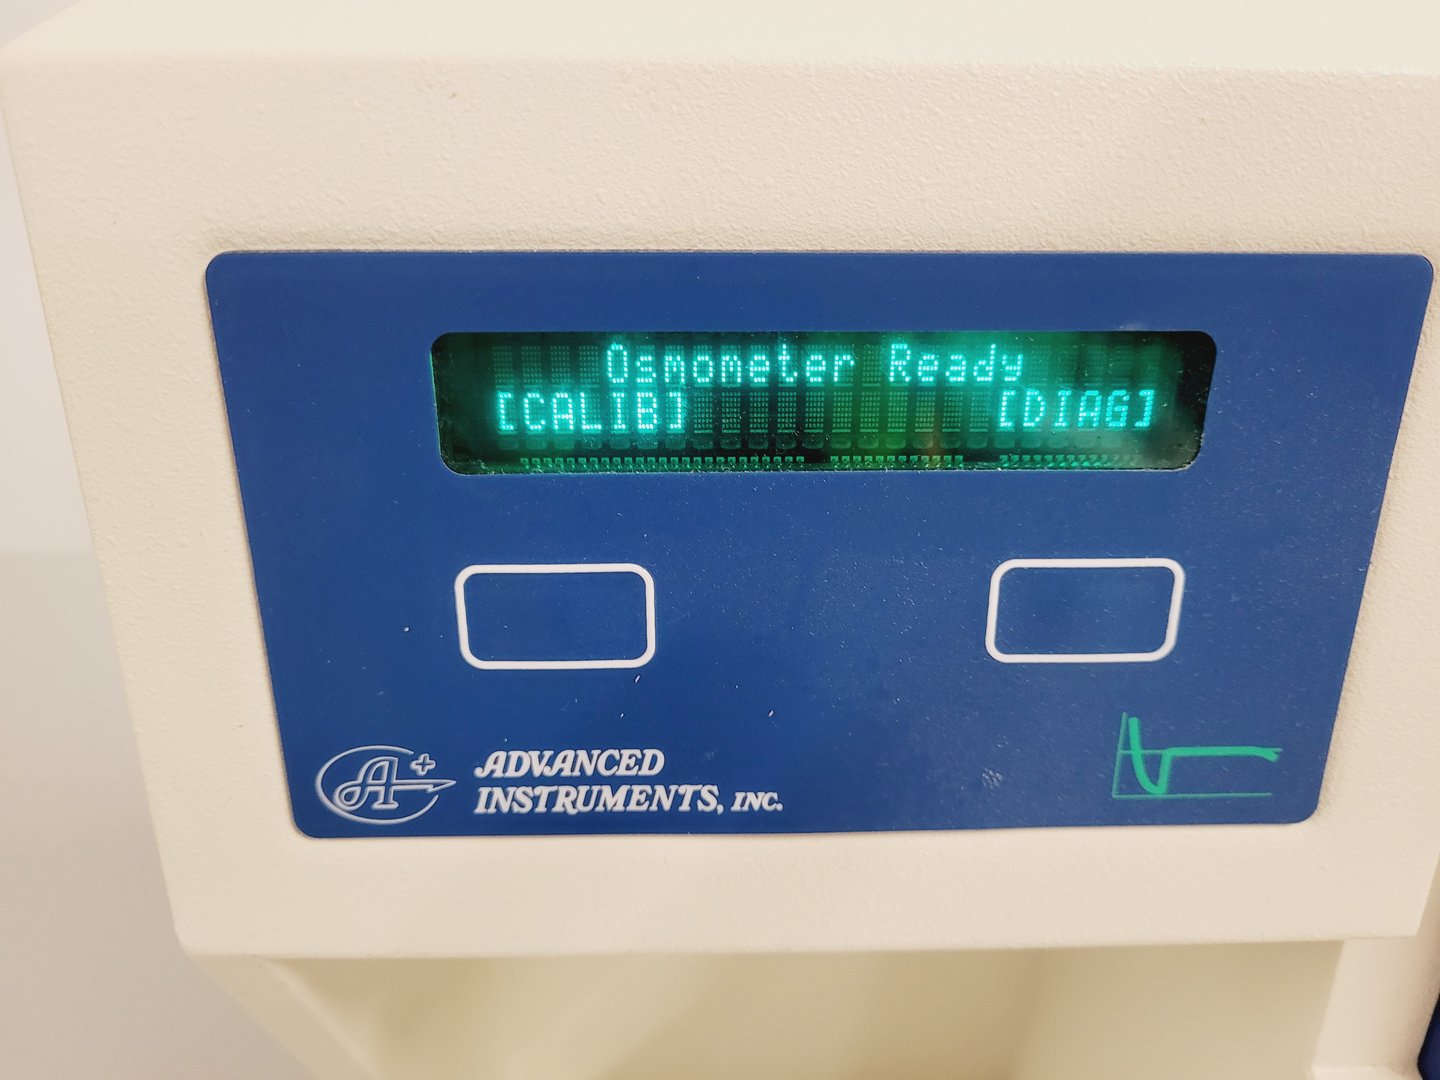 Osmometer Ready
[CALIB] [DIAG]
A+
ADVANCED
INSTRUMENTS, INC.